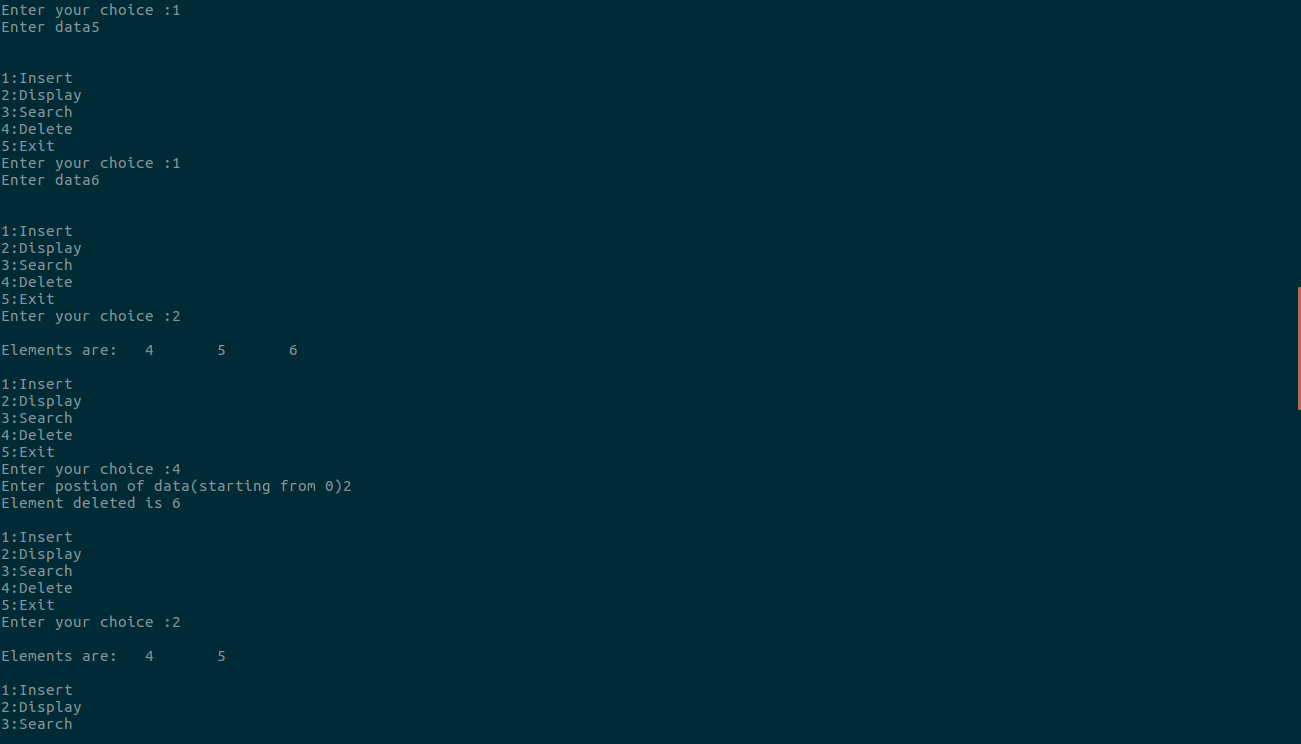 Enter your choice :1
Enter data5
1:Insert
2:Display
3:Search
4:Delete
5:Exit
Enter your choice :1
Enter data6
1:Insert
2:Display
3:Search
4:Delete
5:Exit
Enter your choice :2
Elements are:   4       5       6
1:Insert
2:Display
3:Search
4:Delete
5:Exit
Enter your choice :4
Enter postion of data(starting from 0)2
Element deleted is 6
1:Insert
2:Display
3:Search
4:Delete
5:Exit
Enter your choice :2
Elements are:   4       5
1:Insert
2:Display
3:Search